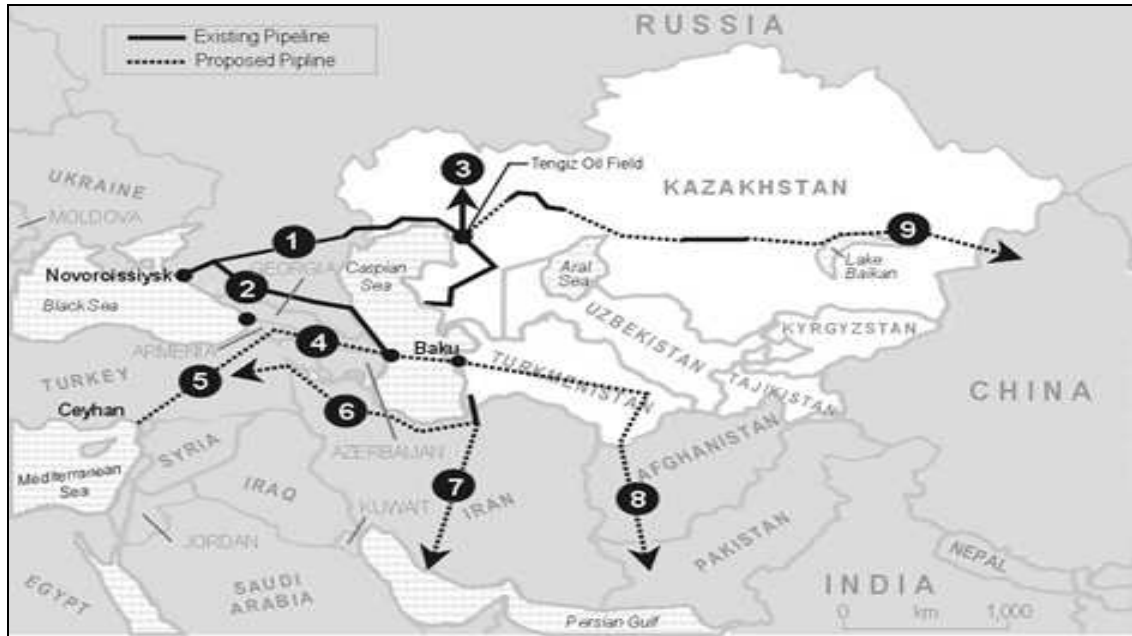 RUSSIA
Existing Pipeline
Proposed Pipline
3
Tengiz Oil Field
UKRAINE
KAZAKHSTAN
MOLDOVA
1
9
Novoroissiysk
GEORGIA
Caspian
Sea
Aral
Sea
Lake
Baikan
2
Black Sea
UZBEKISTAN
KYRGYZSTAN
ARMENIA
4
Baku
TURKEY
5
TURKMENISTAN
TAJIKISTAN
CHINA
Ceyhan
6
AZERBAIJAN
AFGHANISTAN
SYRIA
Mediterranean
Sea
IRAQ
7
8
KUWAIT
IRAN
JORDAN
PAKISTAN
NEPAL
EGYPT
SAUDI
ARABIA
INDIA
0 km 1,000
Persian Gulf